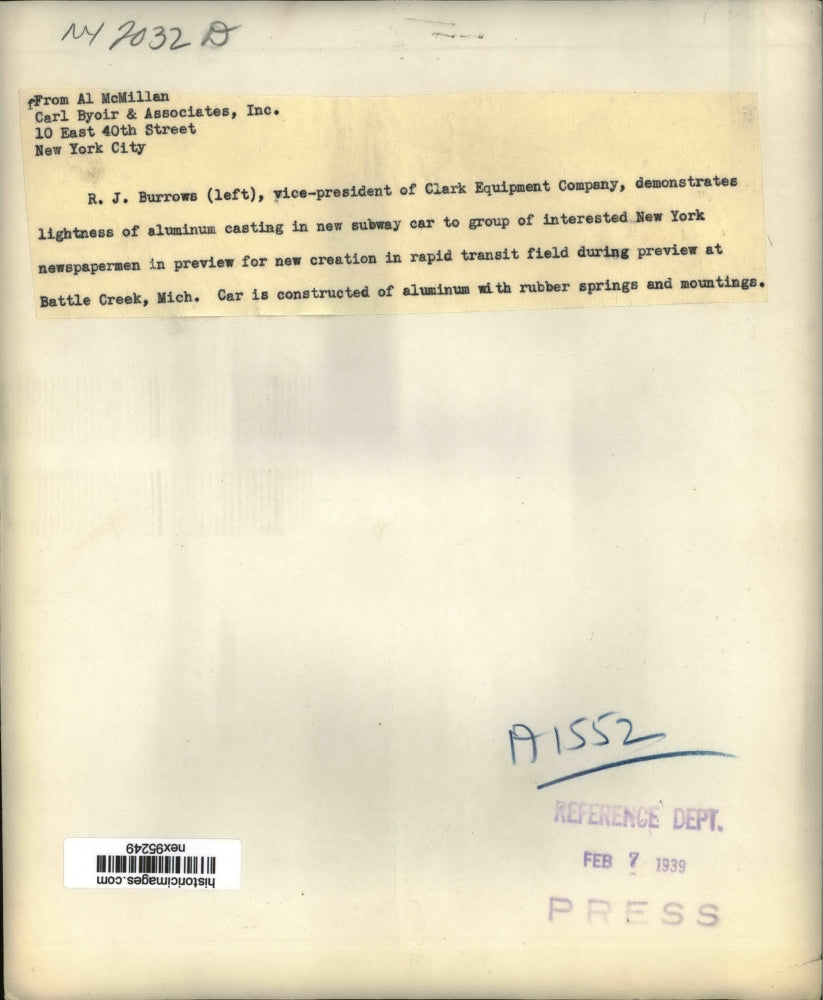 NY 2032 D
From Al McMillan
Carl Byoir & Associates, Inc.
10 East 40th Street
New York City
R. J. Burrows (left), vice-president of Clark Equipment Company, demonstrates
lightness of aluminum casting in new subway car to group of interested New York
newspapermen in preview for new creation in rapid transit field during preview at
Battle Creek, Mich. Car is constructed of aluminum with rubber springs and mountings.
A1552
REFERENCE DEPT.
FEB 7 1939
PRESS
historicimages.com
nex95249